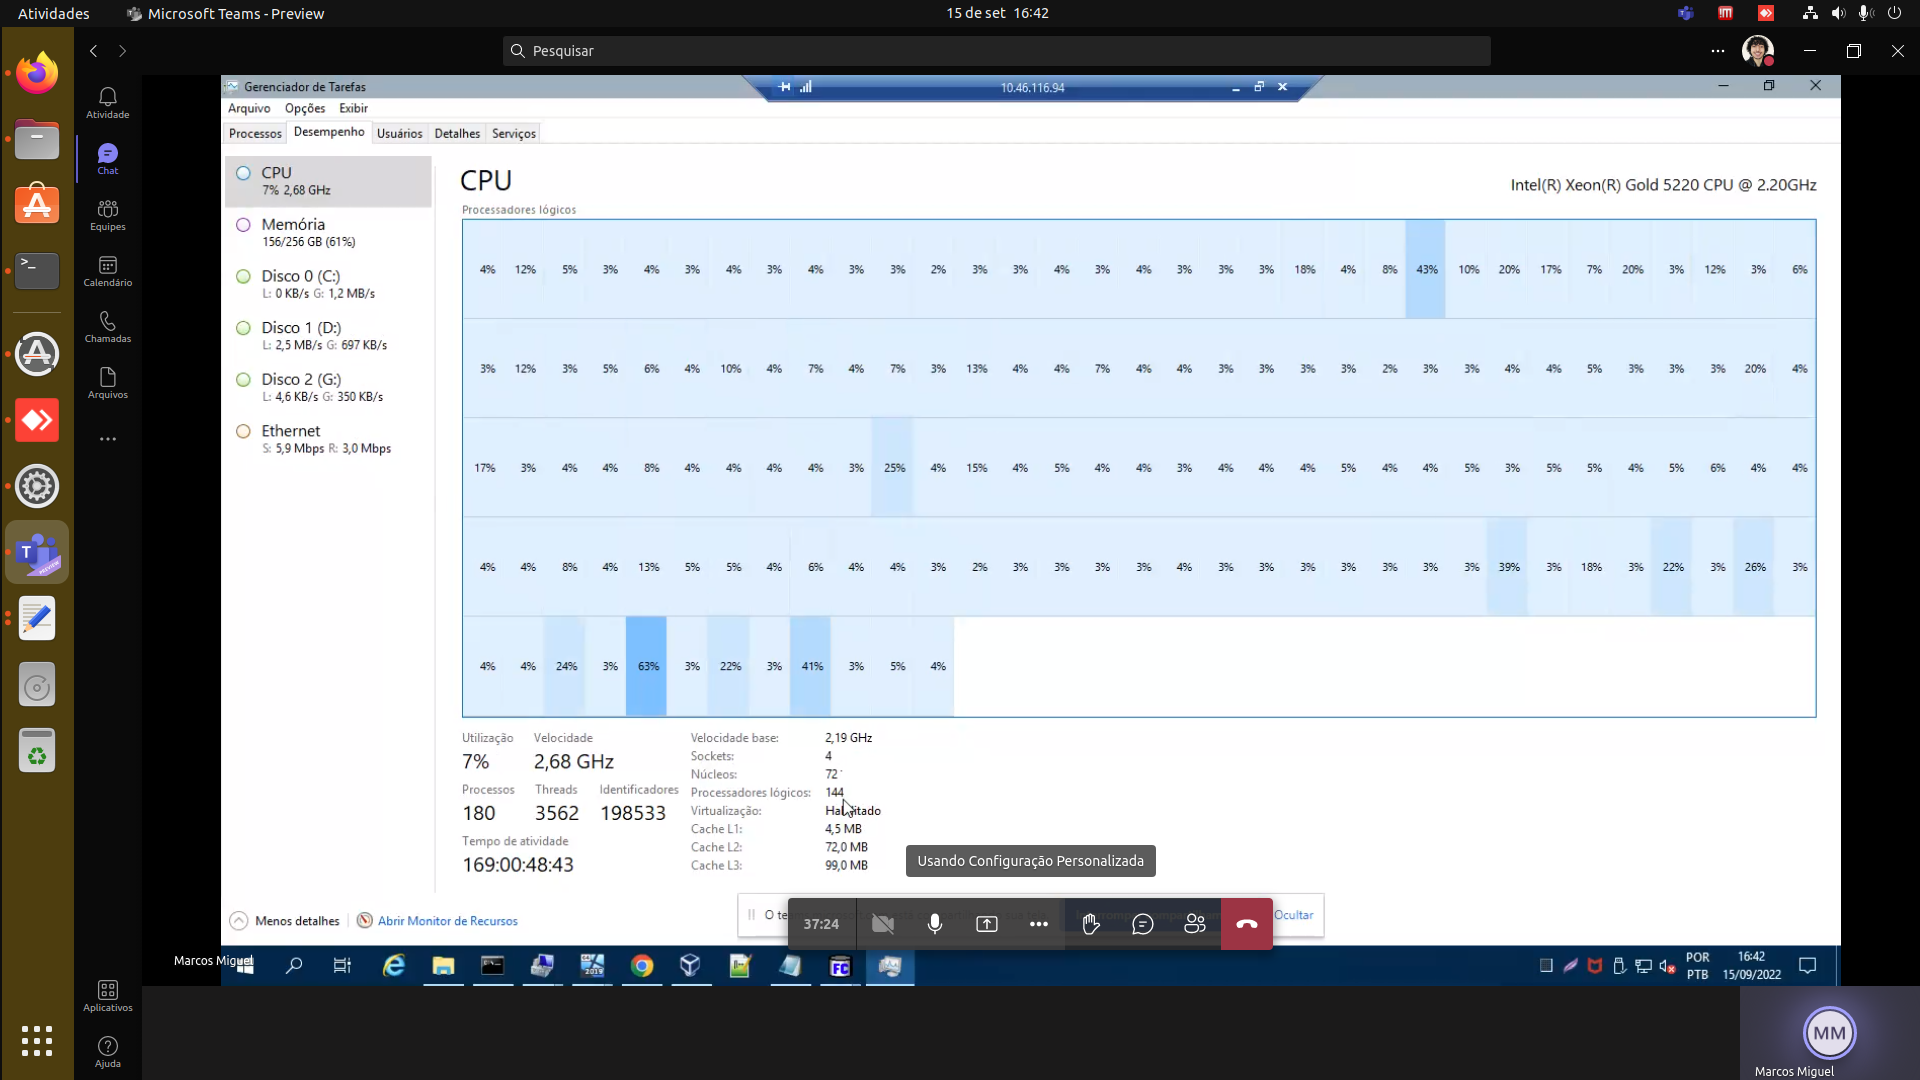 Atividades
Microsoft Teams - Preview
15 de set 16:42
Pesquisar
Atividade
Chat
Equipes
Calendário
Chamadas
Arquivos
Aplicativos
Ajuda
Gerenciador de Tarefas
10.46.116.94
Arquivo Opções Exibir
Processos Desempenho Usuários Detalhes Serviços
CPU
7% 2,68 GHz
Memória
156/256 GB (61%)
Disco 0 (C:)
L: 0 KB/s G: 1,2 MB/s
Disco 1 (D:)
L: 2,5 MB/s G: 697 KB/s
Disco 2 (G:)
L: 4,6 KB/s G: 350 KB/s
Ethernet
S: 5,9 Mbps R: 3,0 Mbps
CPU
Intel(R) Xeon(R) Gold 5220 CPU @ 2.20GHz
Processadores lógicos
4% 12% 5% 3% 4% 3% 4% 3% 4% 3% 3% 2% 3% 3% 4% 3% 4% 3% 3% 3% 18% 4% 8% 43% 10% 20% 17% 7% 20% 3% 12% 3% 6%
3% 12% 3% 5% 6% 4% 10% 4% 7% 4% 7% 3% 13% 4% 4% 7% 4% 4% 3% 3% 3% 3% 2% 3% 3% 4% 4% 5% 3% 3% 3% 20% 4%
17% 3% 4% 4% 8% 4% 4% 4% 4% 3% 25% 4% 15% 4% 5% 4% 4% 3% 4% 4% 4% 5% 4% 4% 5% 3% 5% 5% 4% 5% 6% 4% 4%
4% 4% 8% 4% 13% 5% 5% 4% 6% 4% 4% 3% 2% 3% 3% 3% 3% 4% 3% 3% 3% 3% 3% 3% 3% 39% 3% 18% 3% 22% 3% 26% 3%
4% 4% 24% 3% 63% 3% 22% 3% 41% 3% 5% 4%
Utilização Velocidade
7% 2,68 GHz
Processos Threads Identificadores
180 3562 198533
Tempo de atividade
169:00:48:43
Velocidade base: 2,19 GHz
Sockets: 4
Núcleos: 72
Processadores lógicos: 144
Virtualização: Habilitado
Cache L1: 4,5 MB
Cache L2: 72,0 MB
Cache L3: 99,0 MB
Usando Configuração Personalizada
Menos detalhes
Abrir Monitor de Recursos
O
37:24
Ocultar
Marcos Miguel
2019
FC
POR
PTB
16:42
15/09/2022
MM
Marcos Miguel
T
PREVIEW